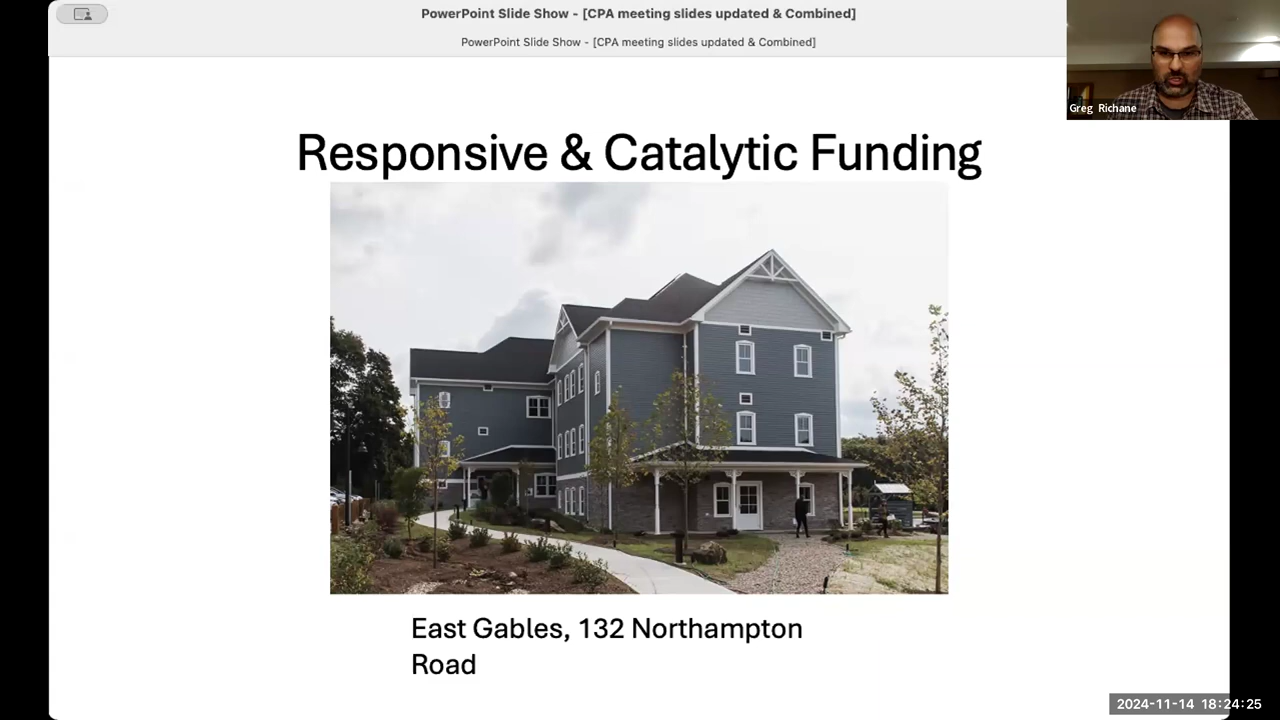 PowerPoint Slide Show - [CPA meeting slides updated & Combined]
PowerPoint Slide Show - [CPA meeting slides updated & Combined]
Greg Richane
Responsive & Catalytic Funding
East Gables, 132 Northampton
Road
2024-11-14 18:24:25